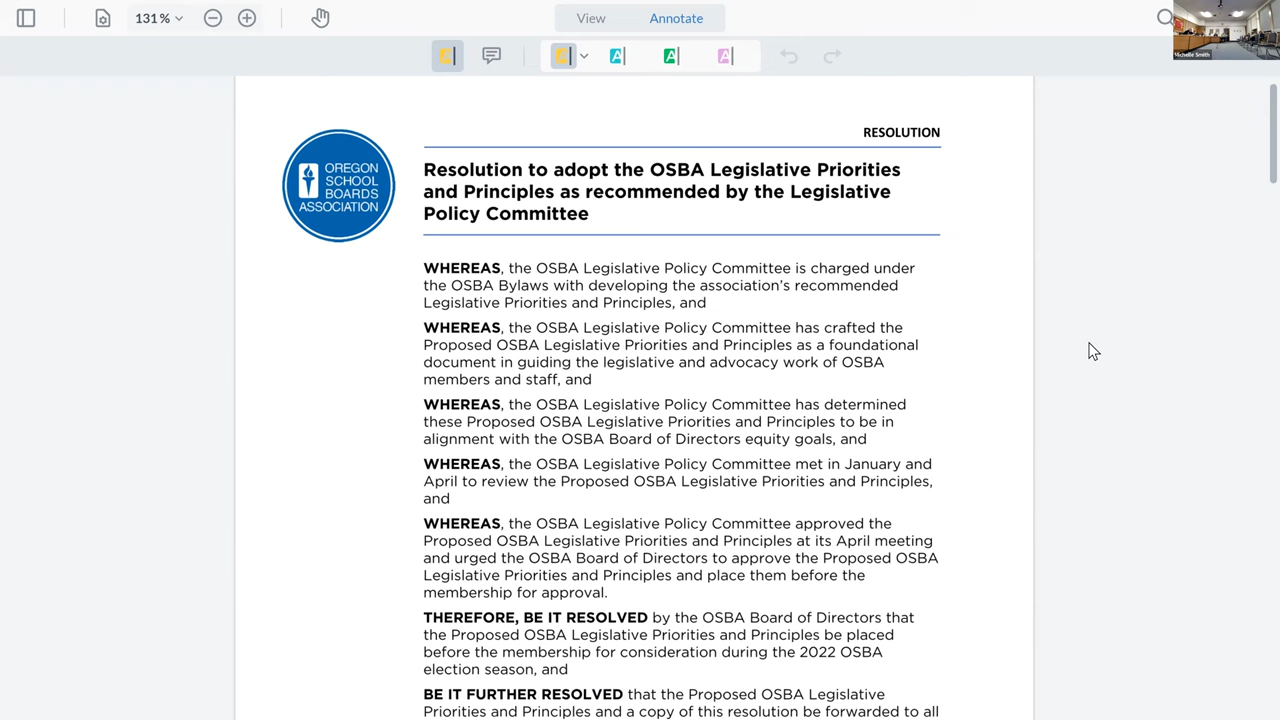 131 %
View
Annotate
Michelle Smith
RESOLUTION
OREGON
SCHOOL
BOARDS
ASSOCIATION
Resolution to adopt the OSBA Legislative Priorities
and Principles as recommended by the Legislative
Policy Committee
WHEREAS, the OSBA Legislative Policy Committee is charged under
the OSBA Bylaws with developing the association's recommended
Legislative Priorities and Principles, and
WHEREAS, the OSBA Legislative Policy Committee has crafted the
Proposed OSBA Legislative Priorities and Principles as a foundational
document in guiding the legislative and advocacy work of OSBA
members and staff, and
WHEREAS, the OSBA Legislative Policy Committee has determined
these Proposed OSBA Legislative Priorities and Principles to be in
alignment with the OSBA Board of Directors equity goals, and
WHEREAS, the OSBA Legislative Policy Committee met in January and
April to review the Proposed OSBA Legislative Priorities and Principles,
and
WHEREAS, the OSBA Legislative Policy Committee approved the
Proposed OSBA Legislative Priorities and Principles at its April meeting
and urged the OSBA Board of Directors to approve the Proposed OSBA
Legislative Priorities and Principles and place them before the
membership for approval.
THEREFORE, BE IT RESOLVED by the OSBA Board of Directors that
the Proposed OSBA Legislative Priorities and Principles be placed
before the membership for consideration during the 2022 OSBA
election season, and
BE IT FURTHER RESOLVED that the Proposed OSBA Legislative
Priorities and Principles and a copy of this resolution be forwarded to all